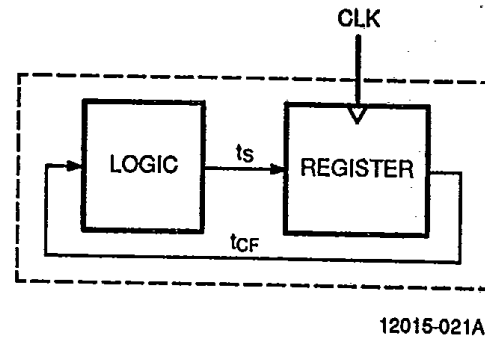 CLK
LOGIC
tS
REGISTER
tCF
12015-021A